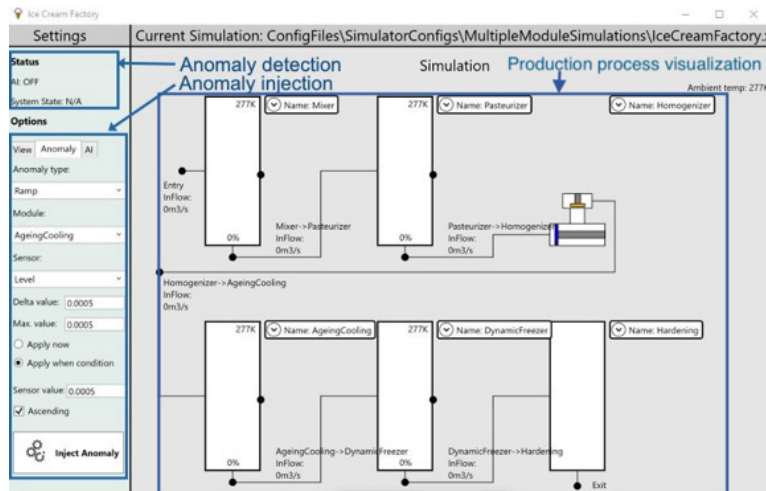 Ice Cream Factory
Settings
Current Simulation: ConfigFiles\SimulatorConfigs\MultipleModuleSimulations\IceCreamFactory.
Status
AI: OFF
System State: N/A
Anomaly detection
Anomaly injection
Simulation
Production process visualization
Ambient temp: 277K
Options
View Anomaly AI
Anomaly type:
Ramp
Module:
AgeingCooling
Sensor:
Level
Delta value: 0.0005
Max. value: 0.0005
Apply now
Apply when condition
Sensor value: 0.0005
Ascending
Inject Anomaly
277K
Name: Mixer
277K
Name: Pasteurizer
Name: Homogenizer
Entry
InFlow:
0m3/s
0%
Mixer->Pasteurizer
InFlow:
0m3/s
0%
Pasteurizer->Homogenizer
InFlow:
0m3/s
Homogenizer->AgeingCooling
InFlow:
0m3/s
277K
Name: AgeingCooling
277K
Name: DynamicFreezer
Name: Hardening
0%
AgeingCooling->DynamicFreezer
InFlow:
0m3/s
0%
DynamicFreezer->Hardening
InFlow:
0m3/s
Exit